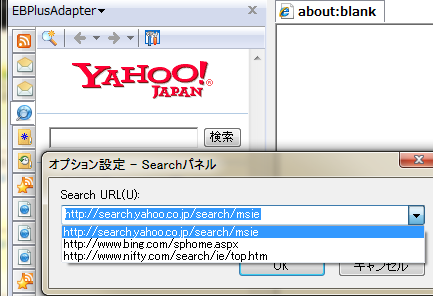 EBPlusAdapter
about:blank
YAHOO!
JAPAN
検索
オプション設定 - Searchパネル
Search URL(U):
http://search.yahoo.co.jp/search/msie
http://search.yahoo.co.jp/search/msie
http://www.bing.com/sphome.aspx
http://www.nifty.com/search/ie/top.htm
OK
キャンセル